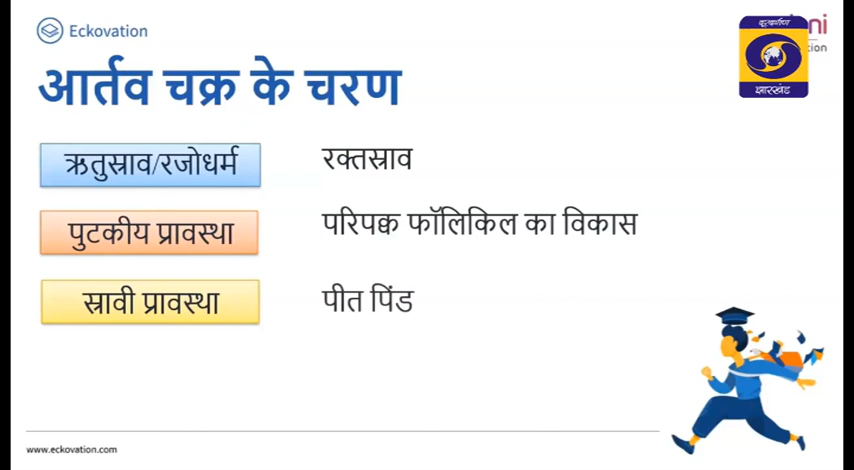 Eckovation
दूरदर्शन
झारखंड
आर्तव चक्र के चरण
ऋतुस्राव/रजोधर्म रक्तस्राव
पुटकीय प्रावस्था परिपक्व फॉलिकिल का विकास
स्रावी प्रावस्था पीत पिंड
www.eckovation.com